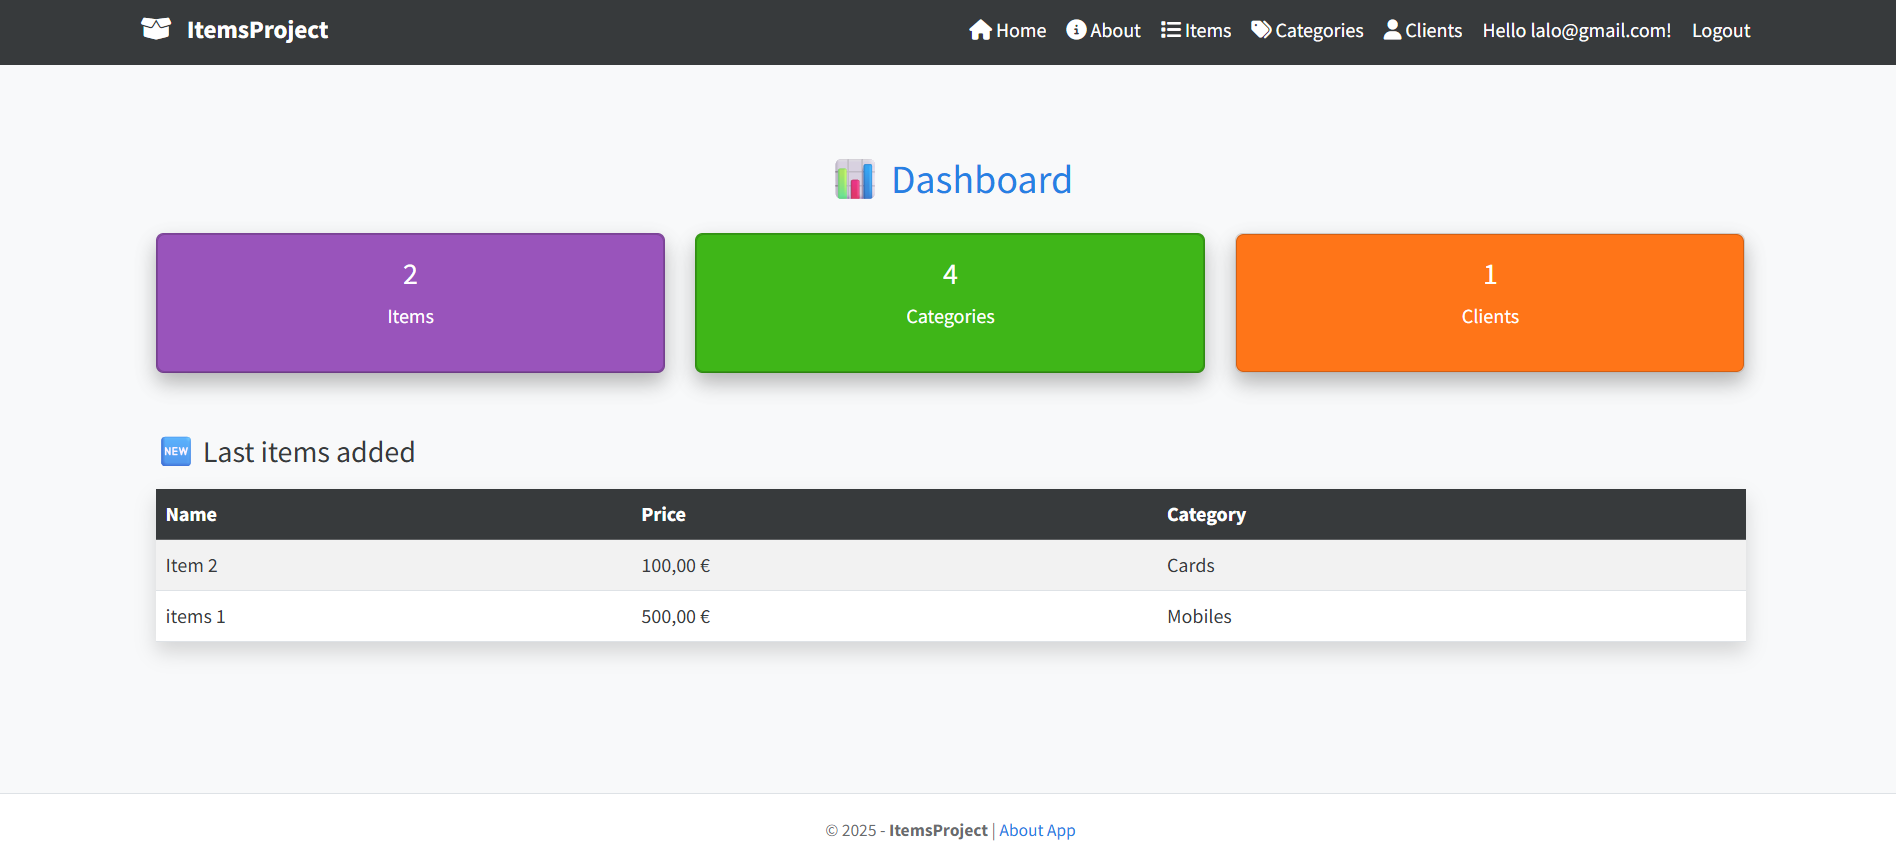 ItemsProject Home About Items Categories Clients Hello lalo@gmail.com! Logout
Dashboard
2 4 1
Items Categories Clients
NEW Last items added
Name Price Category
Item 2 100,00 € Cards
items 1 500,00 € Mobiles
© 2025 - ItemsProject | About App